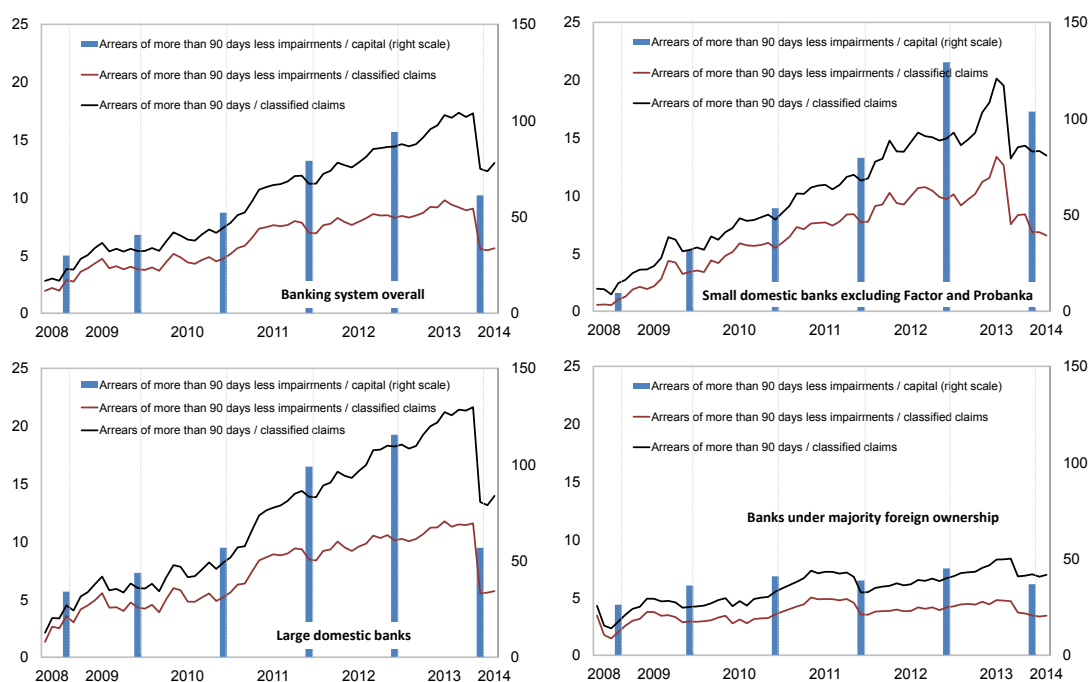 25
20
15
10
5
0
150
100
50
0
Arrears of more than 90 days less impairments / capital (right scale)
Arrears of more than 90 days less impairments / classified claims
Arrears of more than 90 days / classified claims
Banking system overall
2008 2009 2010 2011 2012 2013 2014
25
20
15
10
5
0
150
100
50
0
Arrears of more than 90 days less impairments / capital (right scale)
Arrears of more than 90 days less impairments / classified claims
Arrears of more than 90 days / classified claims
Small domestic banks excluding Factor and Probanka
2008 2009 2010 2011 2012 2013 2014
25
20
15
10
5
0
150
100
50
0
Arrears of more than 90 days less impairments / capital (right scale)
Arrears of more than 90 days less impairments / classified claims
Arrears of more than 90 days / classified claims
Large domestic banks
2008 2009 2010 2011 2012 2013 2014
25
20
15
10
5
0
150
100
50
0
Arrears of more than 90 days less impairments / capital (right scale)
Arrears of more than 90 days less impairments / classified claims
Arrears of more than 90 days / classified claims
Banks under majority foreign ownership
2008 2009 2010 2011 2012 2013 2014